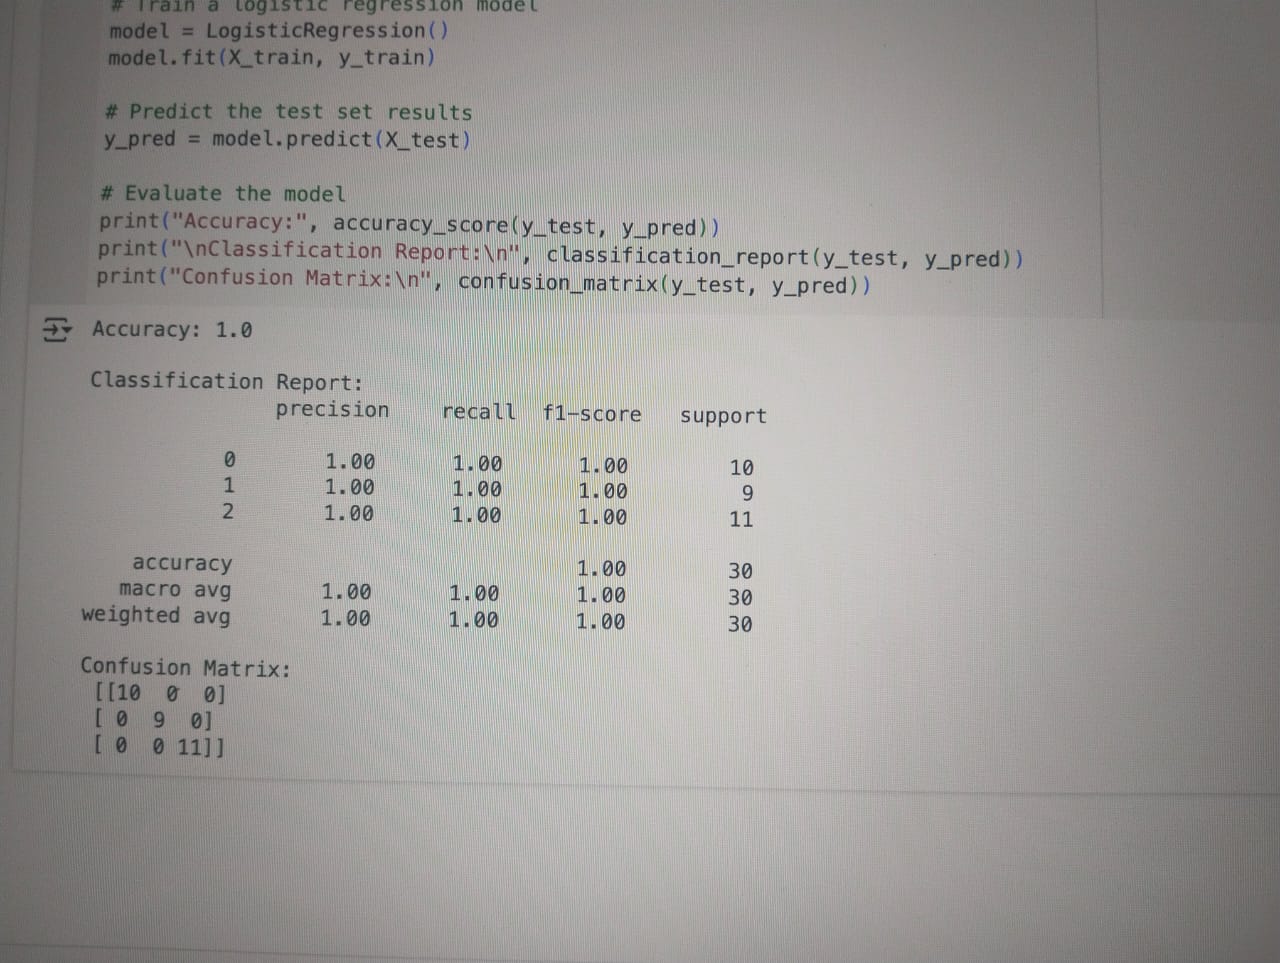 # Train a logistic regression model
model = LogisticRegression()
model.fit(X_train, y_train)
# Predict the test set results
y_pred = model.predict(X_test)
# Evaluate the model
print("Accuracy:", accuracy_score(y_test, y_pred))
print("\nClassification Report:\n", classification_report(y_test, y_pred))
print("Confusion Matrix:\n", confusion_matrix(y_test, y_pred))
Accuracy: 1.0
Classification Report:
precision recall f1-score support
0 1.00 1.00 1.00 10
1 1.00 1.00 1.00 9
2 1.00 1.00 1.00 11
accuracy 1.00 30
macro avg 1.00 1.00 1.00 30
weighted avg 1.00 1.00 1.00 30
Confusion Matrix:
[[10 0 0]
[ 0 9 0]
[ 0 0 11]]